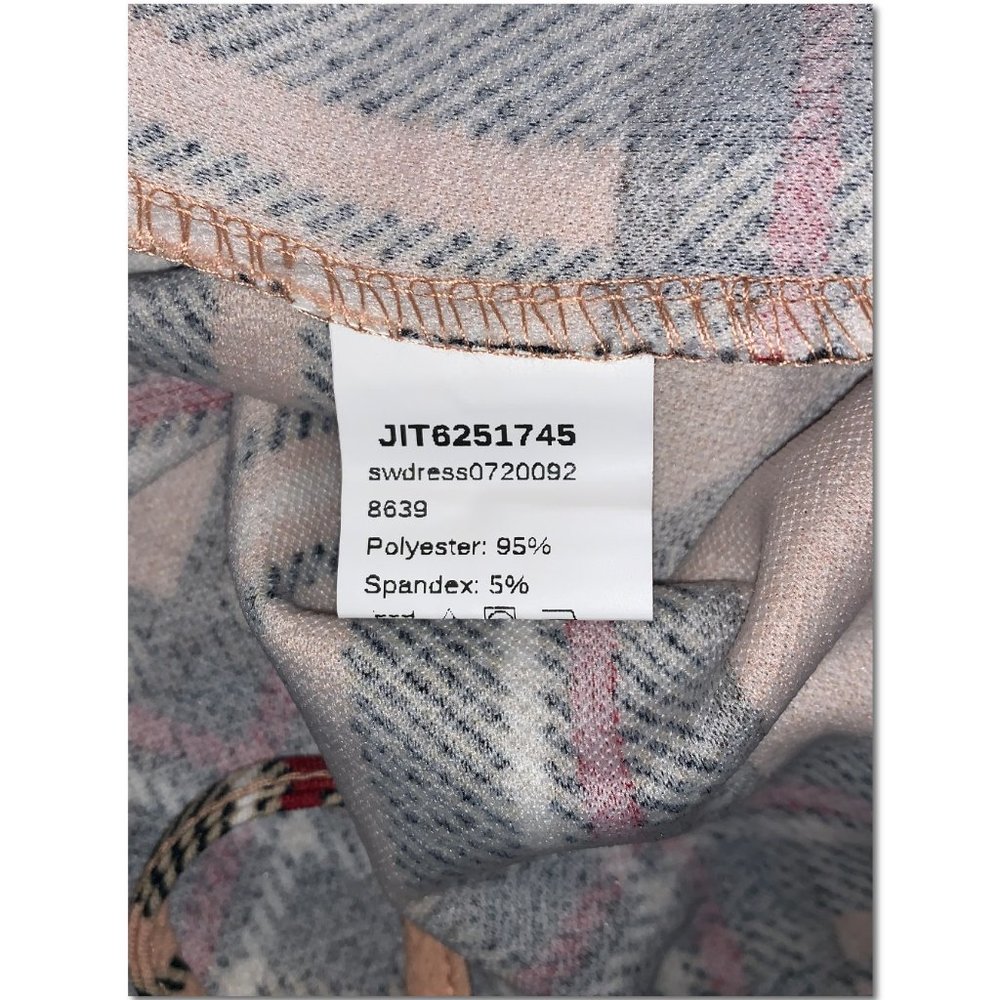 JIT6251745
swdress0720092
8639
Polyester: 95%
Spandex: 5%